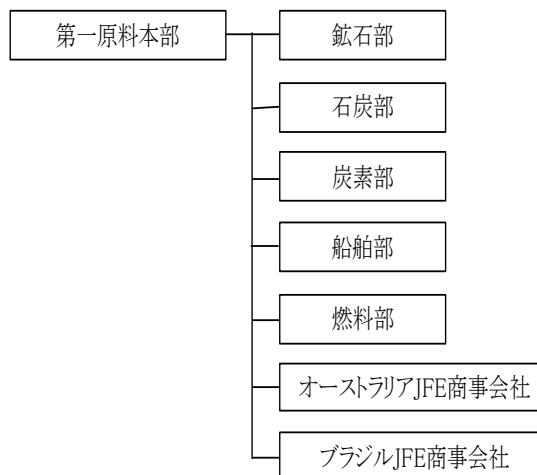 第一原料本部
鉱石部
石炭部
炭素部
船舶部
燃料部
オーストラリアJFE商事会社
ブラジルJFE商事会社